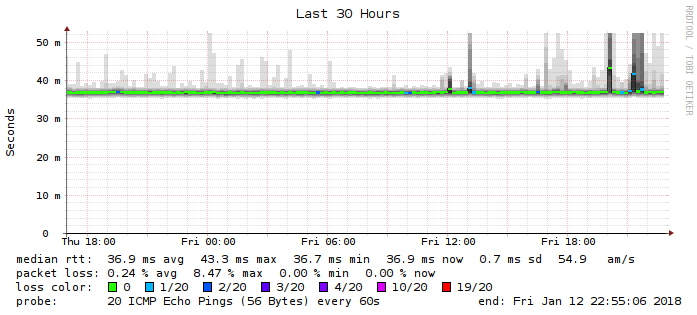 Last 30 Hours
RRDTOOL / TOBI OETIKER
Seconds
50 m
40 m
30 m
20 m
10 m
0
Thu 18:00 Fri 00:00 Fri 06:00 Fri 12:00 Fri 18:00
median rtt: 36.9 ms avg 43.3 ms max 36.7 ms min 36.9 ms now 0.7 ms sd 54.9 am/s
packet loss: 0.24 % avg 8.47 % max 0.00 % min 0.00 % now
loss color: 0 1/20 2/20 3/20 4/20 10/20 19/20
probe: 20 ICMP Echo Pings (56 Bytes) every 60s end: Fri Jan 12 22:55:06 2018